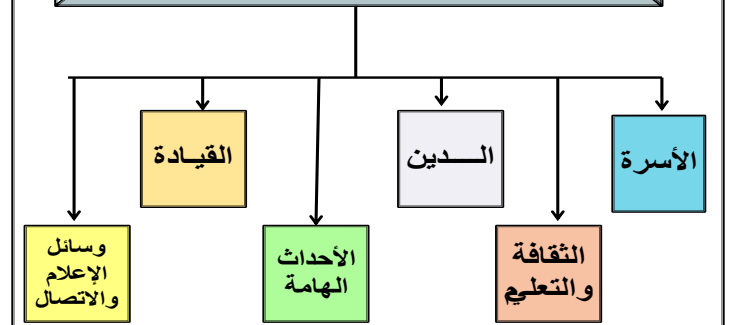 الأسرة
الثقافة
والتعليم
الـــدين
الأحداث
الهامة
القيـادة
وسائل
الإعلام
والاتصال